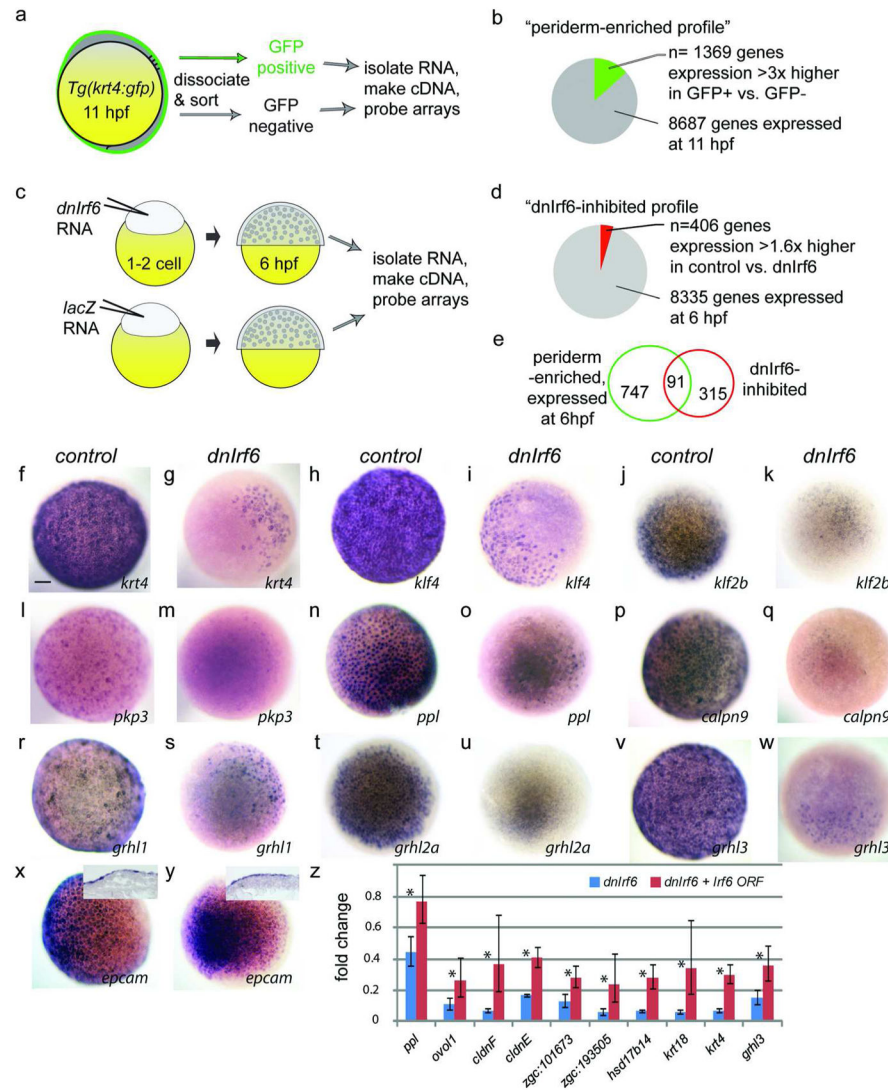 a
Tg(krt4:gfp)
11 hpf
dissociate
& sort
GFP
positive
GFP
negative
isolate RNA,
make cDNA,
probe arrays
b
“periderm-enriched profile”
n= 1369 genes
expression >3x higher
in GFP+ vs. GFP-
8687 genes expressed
at 11 hpf
c
dnIrf6
RNA
1-2 cell
6 hpf
lacZ
RNA
isolate RNA,
make cDNA,
probe arrays
d
“dnIrf6-inhibited profile
n=406 genes
expression >1.6x higher
in control vs. dnIrf6
8335 genes expressed
at 6 hpf
e
periderm
-enriched,
expressed
at 6hpf
747
91
315
dnIrf6-
inhibited
control
dnIrf6
control
dnIrf6
control
dnIrf6
f
krt4
g
krt4
h
klf4
i
klf4
j
klf2b
k
klf2b
l
pkp3
m
pkp3
n
ppl
o
ppl
p
calpn9
q
calpn9
r
grhl1
s
grhl1
t
grhl2a
u
grhl2a
v
grhl3
w
grhl3
x
epcam
y
epcam
z
dnIrf6
dnIrf6 + Irf6 ORF
fold change
0.8
0.6
0.4
0.2
0
* * * * * * * * * *
ppl
ovol1
cldnF
cldnE
zgc:101673
zgc:193505
hsd17b14
krt18
krt4
grhl3